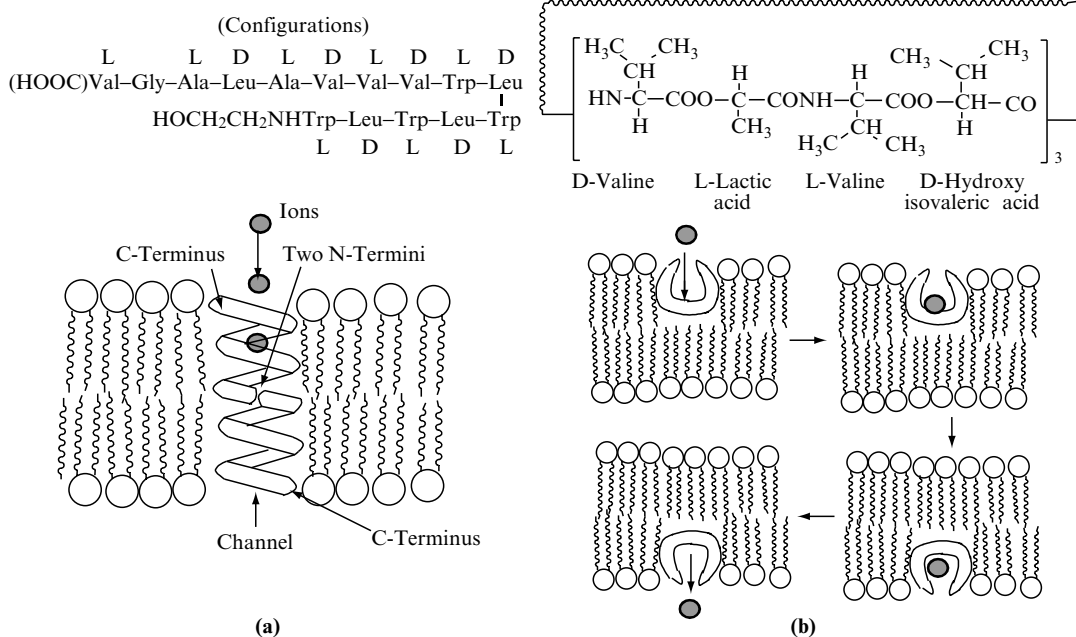 (Configurations)
L L D L D L D L D
(HOOC)Val–Gly–Ala–Leu–Ala–Val–Val–Val–Trp–Leu
HOCH2CH2NHTrp–Leu–Trp–Leu–Trp
L D L D L
Ions
C-Terminus
Two N-Termini
Channel
C-Terminus
(a)
H3C CH3 H3C CH3
CH H CH3 H CH
HN–C–COO–C–CONH–C–COO–C–CO
H CH3 CH H
H3C CH3
3
D-Valine L-Lactic acid L-Valine D-Hydroxy isovaleric acid
(b)